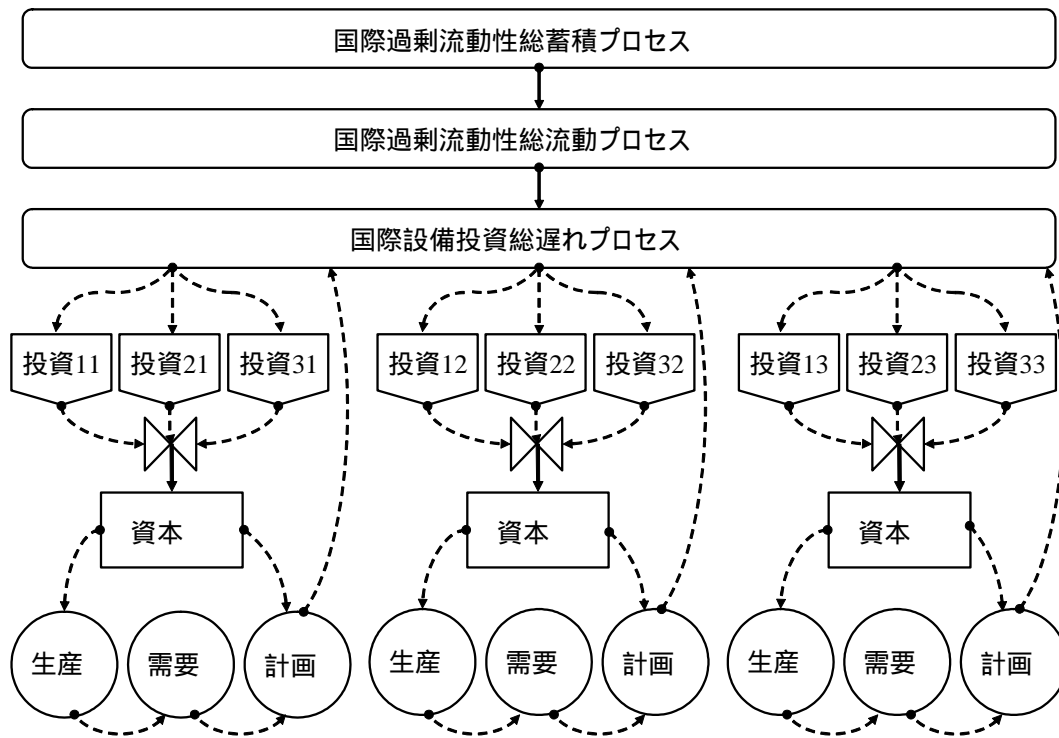 国際過剰流動性総蓄積プロセス
国際過剰流動性総流動プロセス
国際設備投資総遅れプロセス
投資11 投資21 投資31 投資12 投資22 投資32 投資13 投資23 投資33
資本 資本 資本
生産 需要 計画 生産 需要 計画 生産 需要 計画